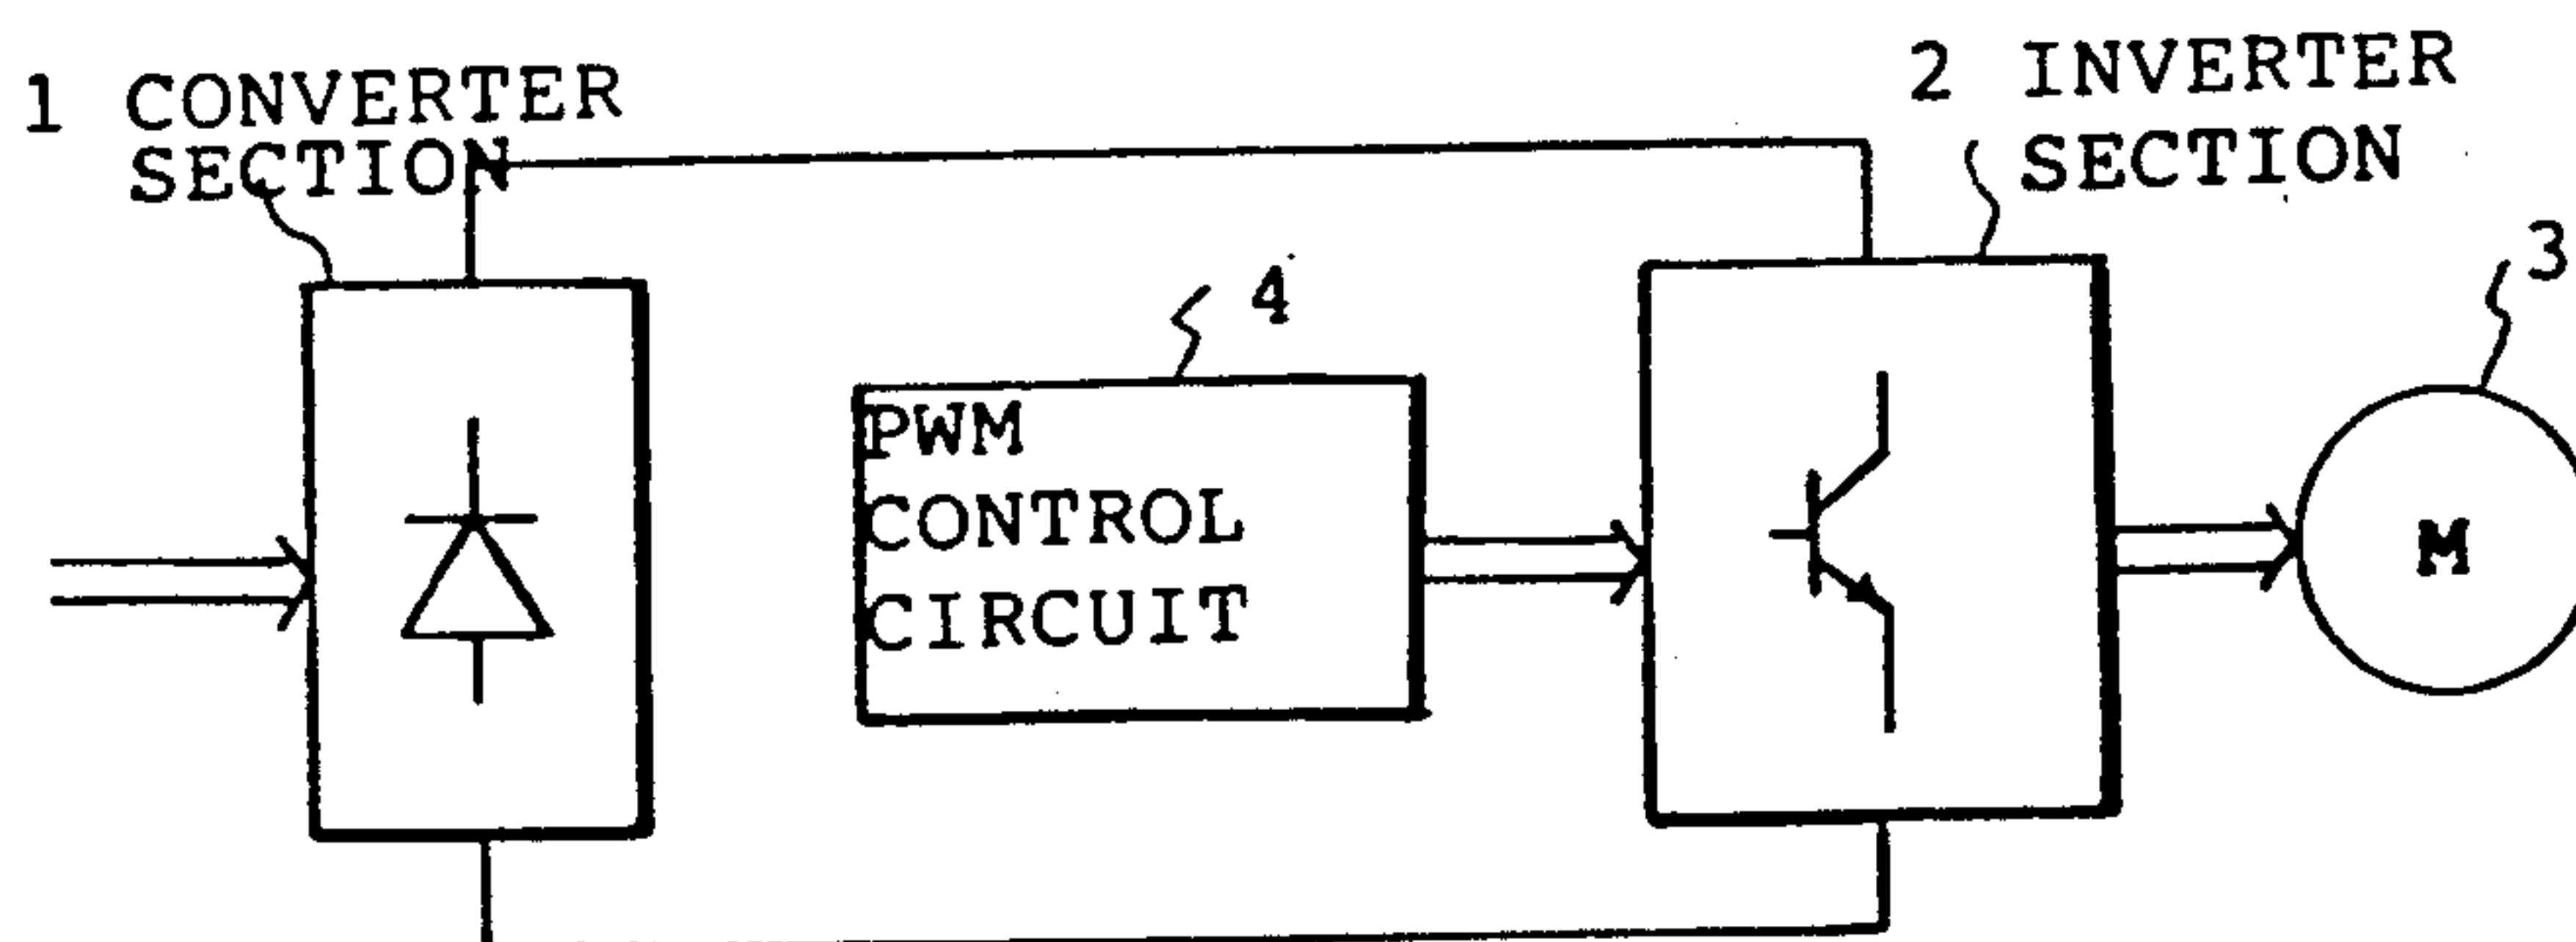 1 CONVERTER
SECTION
2 INVERTER
SECTION
3
4
PWM
CONTROL
CIRCUIT
M